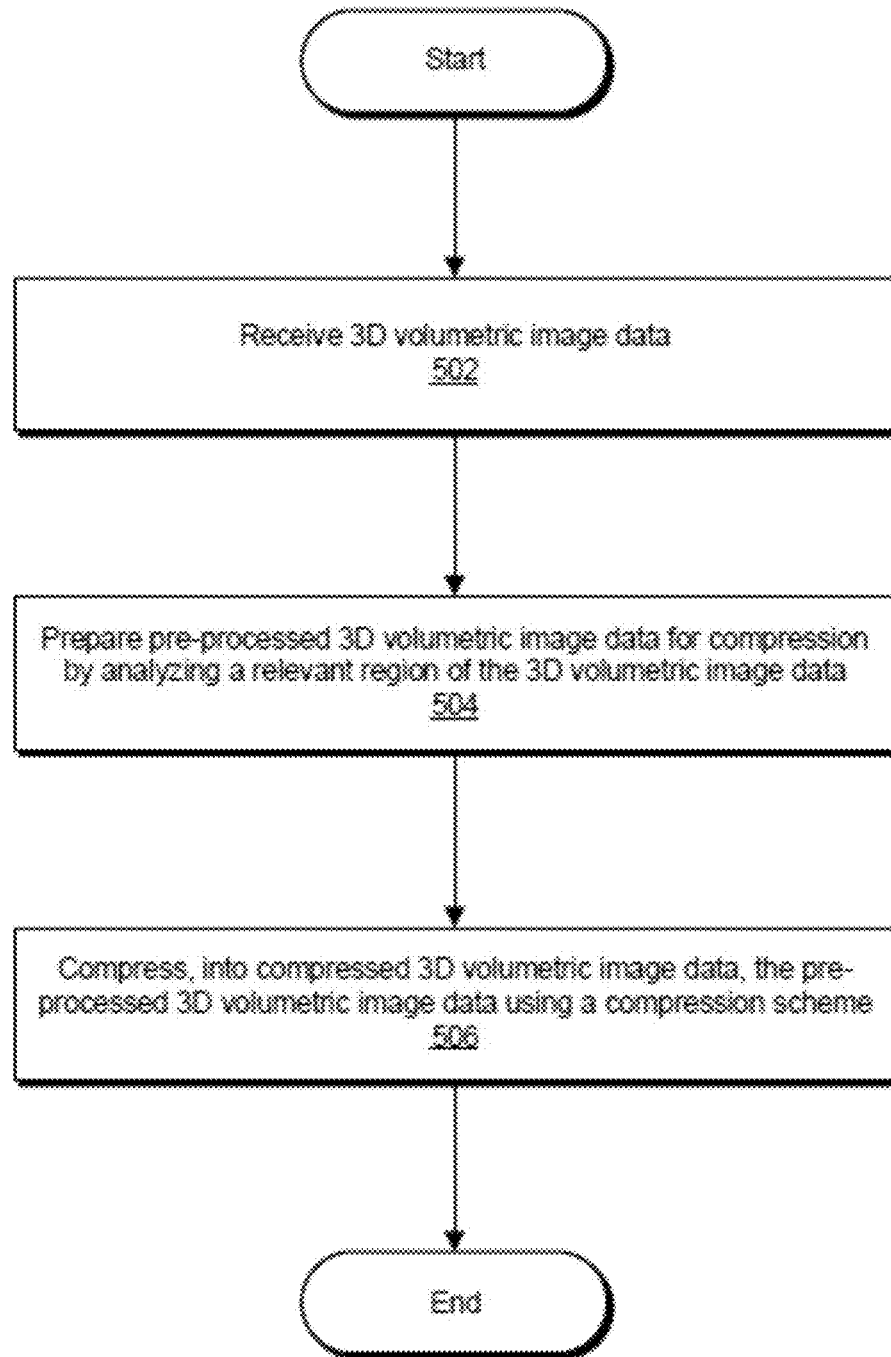 Start
Receive 3D volumetric image data
502
Prepare pre-processed 3D volumetric image data for compression
by analyzing a relevant region of the 3D volumetric image data
504
Compress, into compressed 3D volumetric image data, the pre-
processed 3D volumetric image data using a compression scheme
506
End